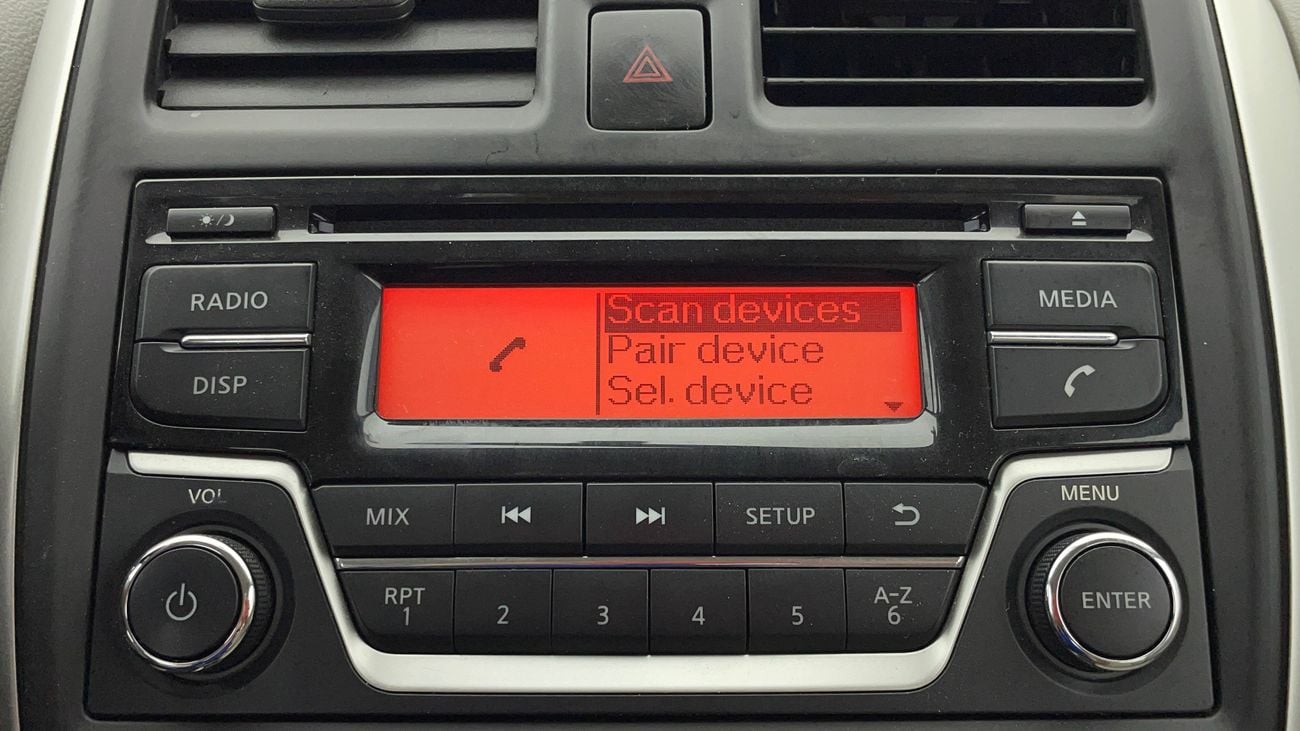 RADIO
DISP
Scan devices
Pair device
Sel. device
MEDIA
VOL
MENU
MIX
SETUP
RPT
1
2
3
4
5
A-Z
6
ENTER